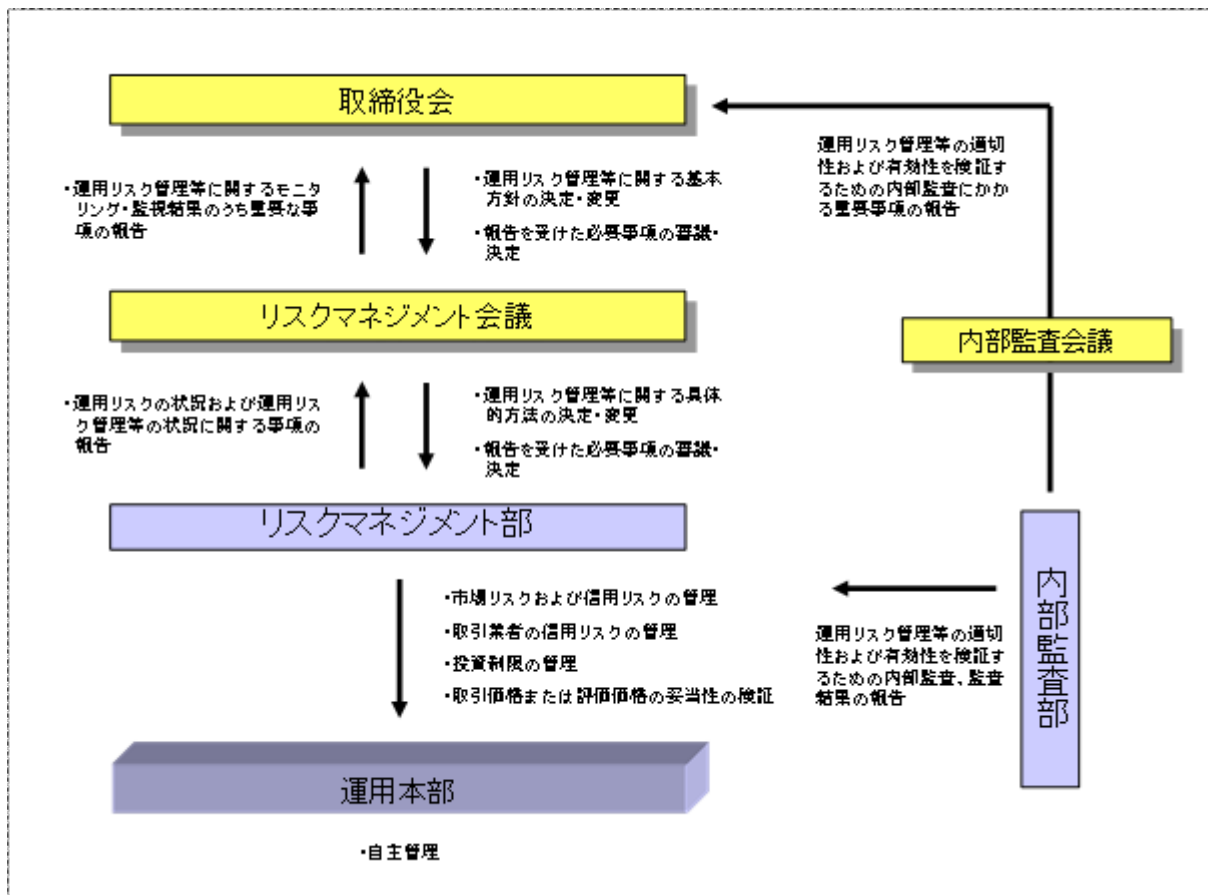 取締役会
・運用リスク管理等に関するモニ
タリング・監視結果のうち重要な事
項の報告
・運用リスク管理等に関する基本
方針の決定・変更
・報告を受けた必要事項の審議・
決定
運用リスク管理等の適切
性および有効性を検証す
るための内部監査にかか
る重要事項の報告
リスクマネジメント会議
内部監査会議
・運用リスクの状況および運用リス
ク管理等の状況に関する事項の
報告
・運用リスク管理等に関する具体
的方法の決定・変更
・報告を受けた必要事項の審議・
決定
リスクマネジメント部
内部監査部
・市場リスクおよび信用リスクの管理
・取引業者の信用リスクの管理
・投資制限の管理
・取引価格または評価価格の妥当性の検証
運用リスク管理等の適切
性および有効性を検証す
るための内部監査、監査
結果の報告
運用本部
・自主管理